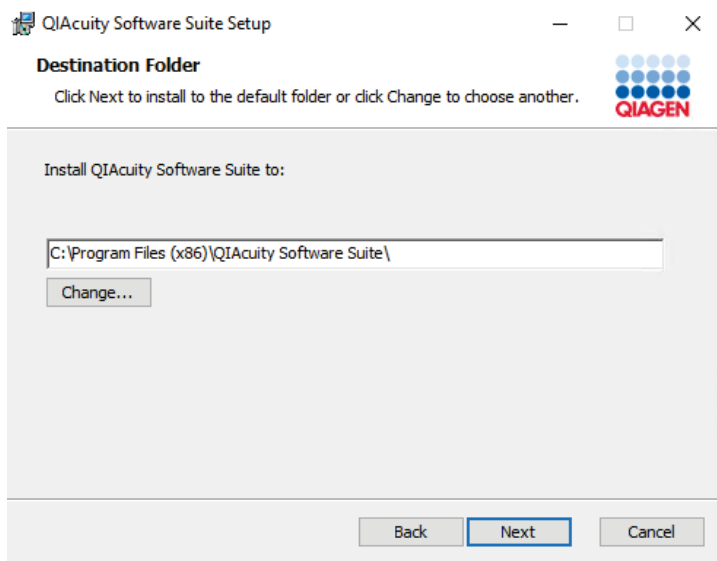 QIAcuity Software Suite Setup
Destination Folder
Click Next to install to the default folder or click Change to choose another.
QIAGEN
Install QIAcuity Software Suite to:
C:\Program Files (x86)\QIAcuity Software Suite\
Change...
Back Next Cancel